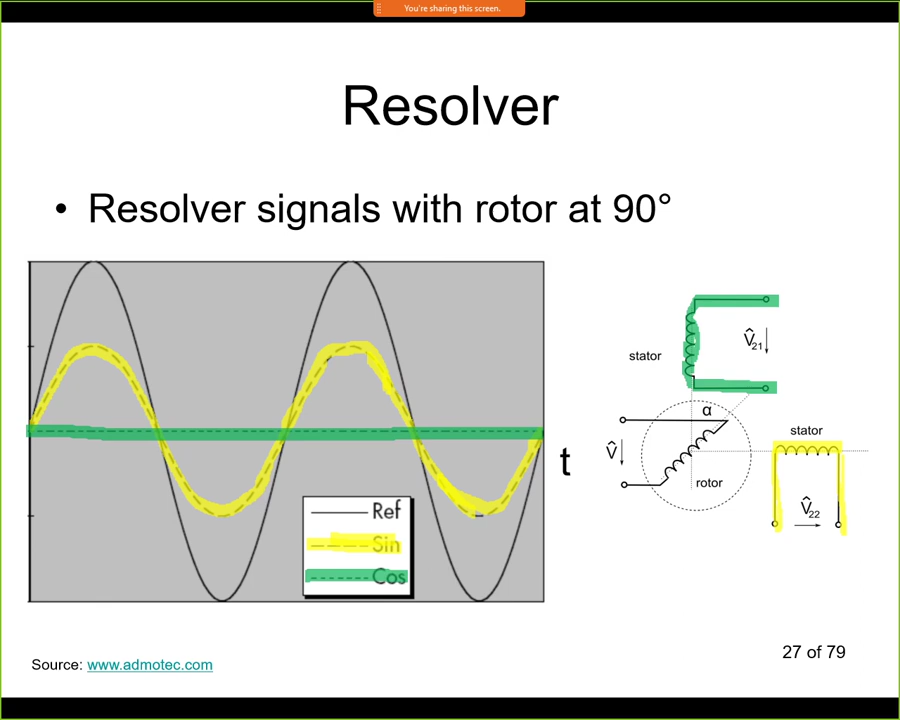 You're sharing this screen.
Resolver
• Resolver signals with rotor at 90°
Ref
Sin
Cos
t
stator
V̂21
α
V̂
rotor
stator
V̂22
27 of 79
Source: www.admotec.com